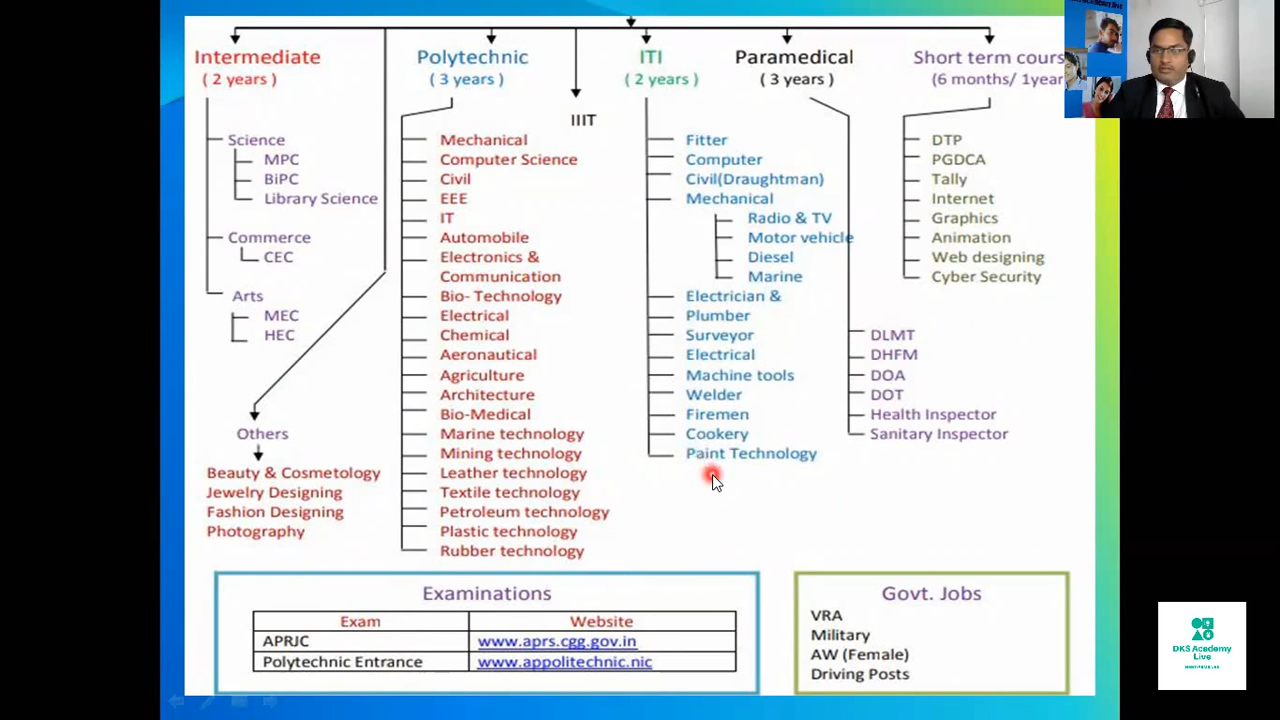 Intermediate
( 2 years )
Science
MPC
BiPC
Library Science
Commerce
CEC
Arts
MEC
HEC
Others
Beauty & Cosmetology
Jewelry Designing
Fashion Designing
Photography
Polytechnic
( 3 years )
Mechanical
Computer Science
Civil
EEE
IT
Automobile
Electronics &
Communication
Bio- Technology
Electrical
Chemical
Aeronautical
Agriculture
Architecture
Bio-Medical
Marine technology
Mining technology
Leather technology
Textile technology
Petroleum technology
Plastic technology
Rubber technology
IIIT
ITI
( 2 years )
Fitter
Computer
Civil(Draughtman)
Mechanical
Radio & TV
Motor vehicle
Diesel
Marine
Electrician &
Plumber
Surveyor
Electrical
Machine tools
Welder
Firemen
Cookery
Paint Technology
Paramedical
( 3 years )
DLMT
DHFM
DOA
DOT
Health Inspector
Sanitary Inspector
Short term cours
(6 months/ 1year
DTP
PGDCA
Tally
Internet
Graphics
Animation
Web designing
Cyber Security
Examinations
Exam Website
APRJC www.aprs.cgg.gov.in
Polytechnic Entrance www.appolitechnic.nic
Govt. Jobs
VRA
Military
AW (Female)
Driving Posts
DKS Academy
Live